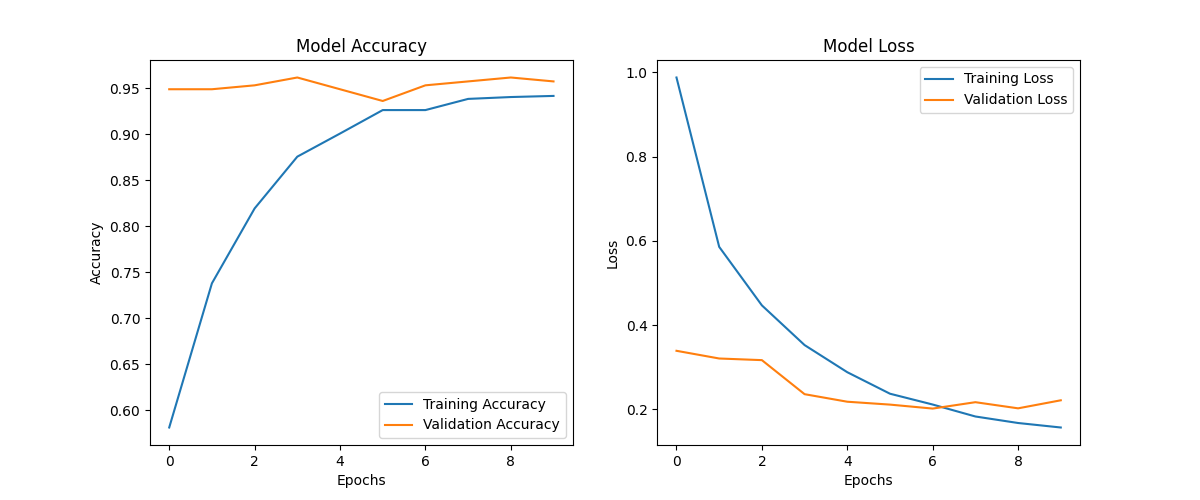 Model Accuracy
Accuracy
0.95
0.90
0.85
0.80
0.75
0.70
0.65
0.60
Training Accuracy
Validation Accuracy
0 2 4 6 8
Epochs
Model Loss
Loss
1.0
0.8
0.6
0.4
0.2
Training Loss
Validation Loss
0 2 4 6 8
Epochs